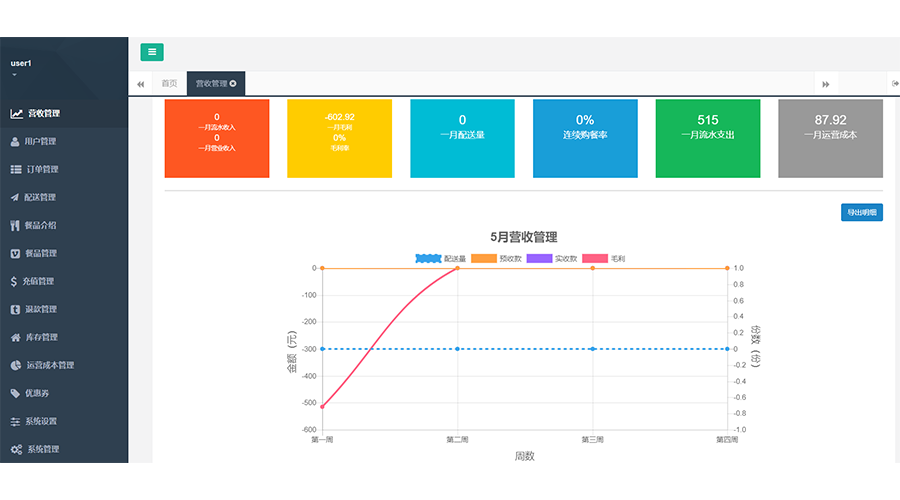 user1
营收管理
用户管理
订单管理
配送管理
餐品介绍
餐品管理
充值管理
退款管理
库存管理
运营成本管理
优惠券
系统设置
系统管理
首页
营收管理
0
一月流水收入
0
一月营业收入
-602.92
一月毛利
0%
毛利率
0
一月配送量
0%
连续购餐率
515
一月流水支出
87.92
一月运营成本
导出明细
5月营收管理
配送量 预收款 实收款 毛利
金额（元）
0
-100
-200
-300
-400
-500
-600
1.0
0.8
0.6
0.4
0.2
0
-0.2
-0.4
-0.6
-0.8
-1.0
份数（份）
第一周 第二周 第三周 第四周
周数